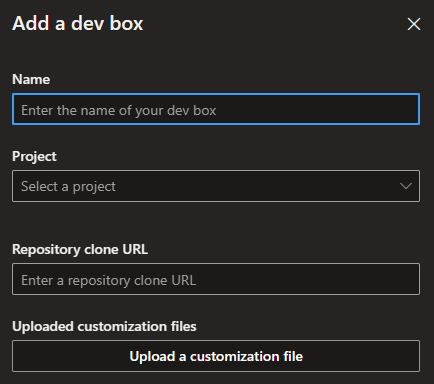 Add a dev box
Name
Enter the name of your dev box
Project
Select a project
Repository clone URL
Enter a repository clone URL
Uploaded customization files
Upload a customization file